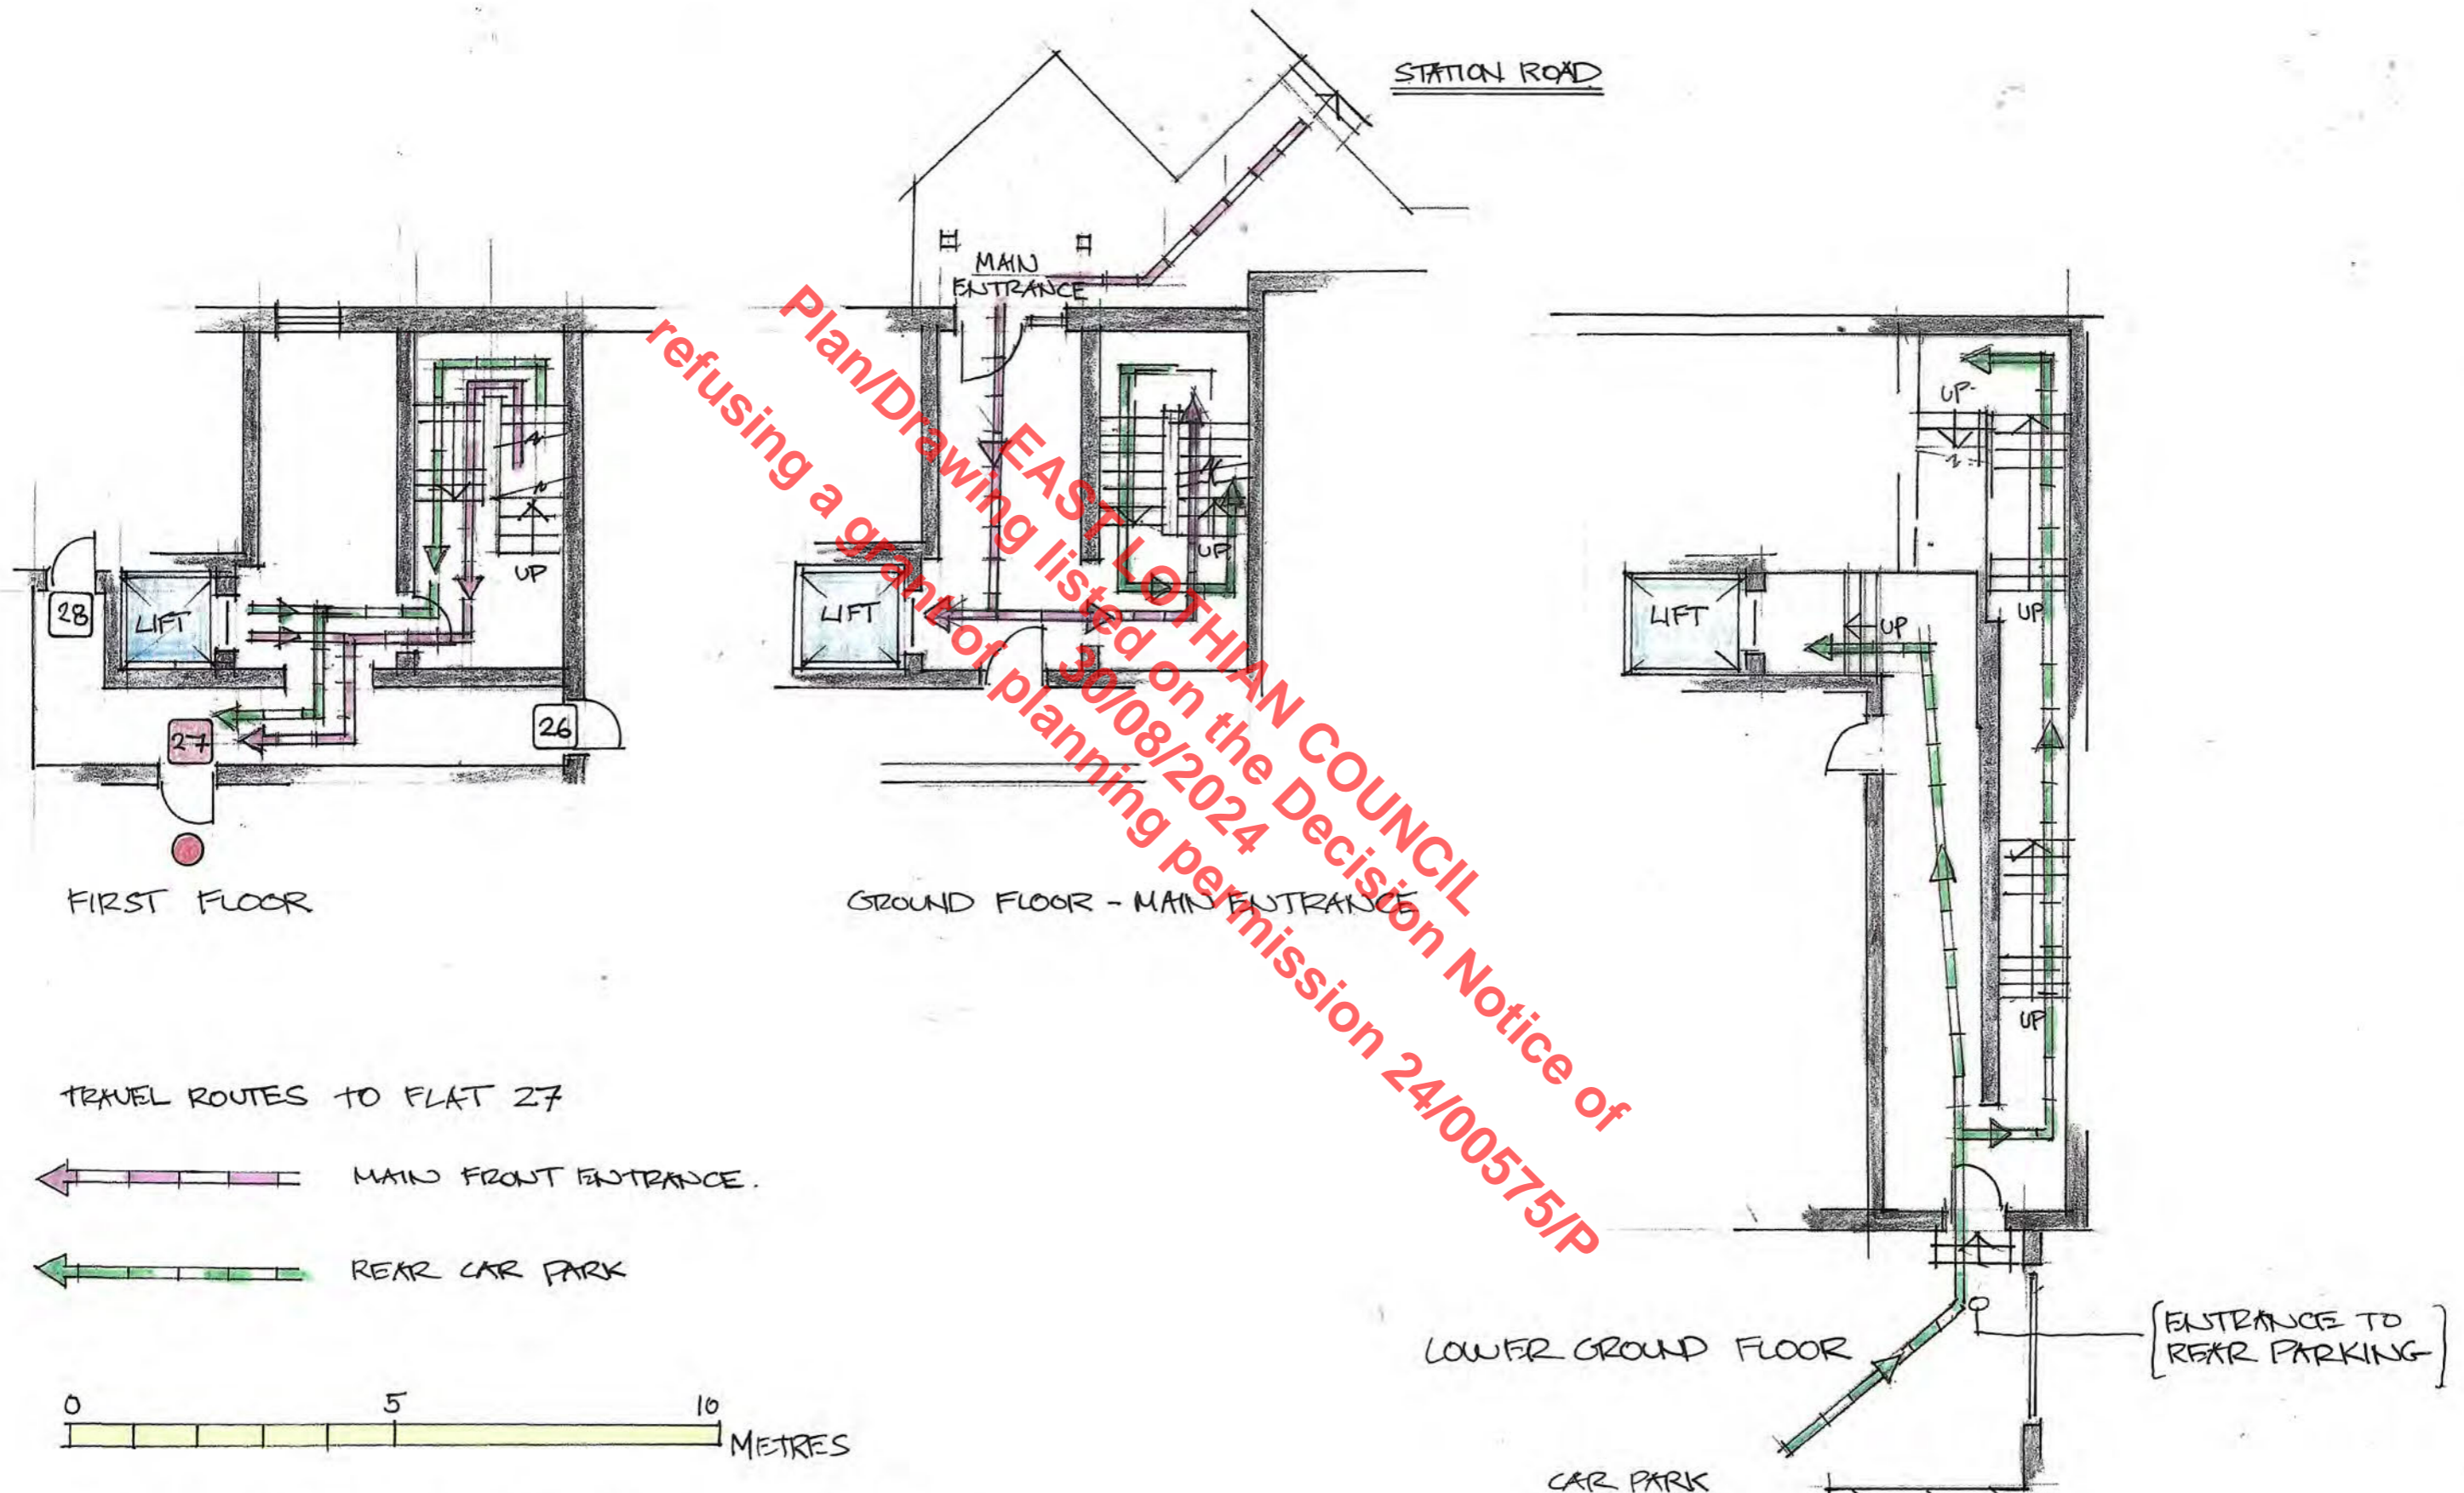 STATION ROAD
MAIN
ENTRANCE
LIFT
UP
28
27
26
FIRST FLOOR
LIFT
UP
GROUND FLOOR - MAIN ENTRANCE
UP
LIFT
UP
UP
UP
LOWER GROUND FLOOR
[ENTRANCE TO
REAR PARKING]
CAR PARK
TRAVEL ROUTES TO FLAT 27
MAIN FRONT ENTRANCE.
REAR CAR PARK
0 5 10
METRES
EAST LOTHIAN COUNCIL
Plan/Drawing listed on the Decision Notice of
30/08/2024
refusing a grant of planning permission 24/00575/P